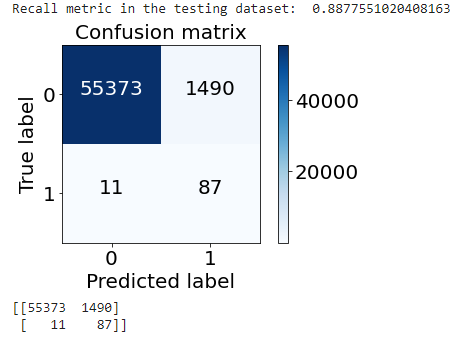 Recall metric in the testing dataset:  0.8877551020408163
Confusion matrix
0 55373 1490
40000
True label
20000
1 11 87
0 1
Predicted label
[[55373  1490]
 [   11    87]]